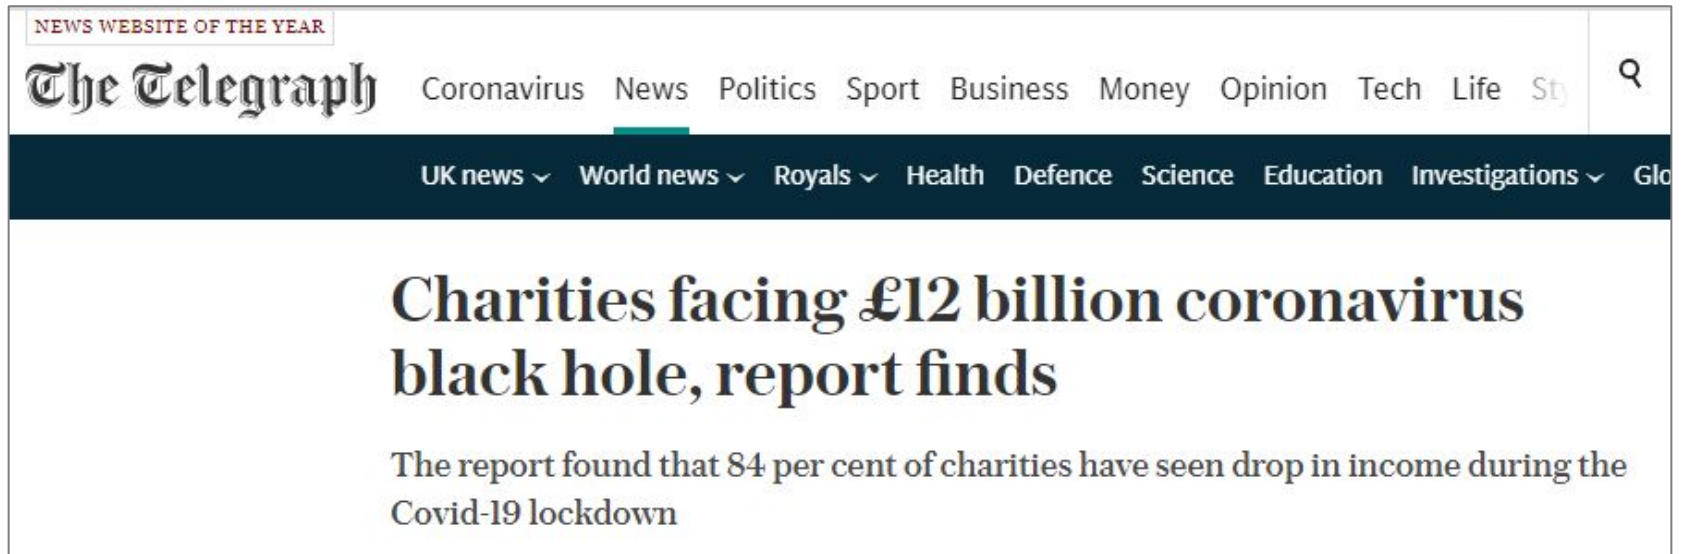 NEWS WEBSITE OF THE YEAR
The Telegraph Coronavirus News Politics Sport Business Money Opinion Tech Life Sty
UK news World news Royals Health Defence Science Education Investigations Glo
Charities facing £12 billion coronavirus
black hole, report finds
The report found that 84 per cent of charities have seen drop in income during the
Covid-19 lockdown